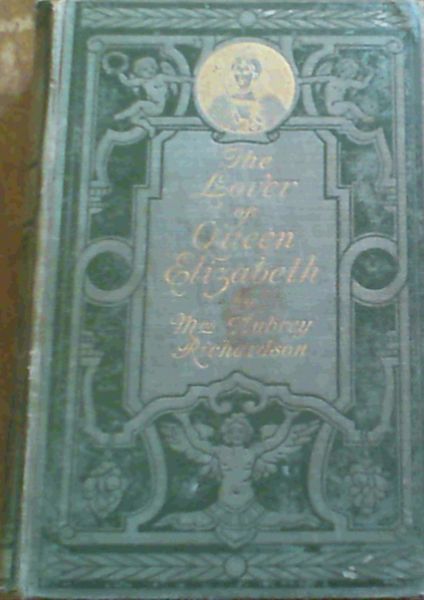 The
Lover
of
Queen
Elizabeth
by
Mrs Aubrey
Richardson